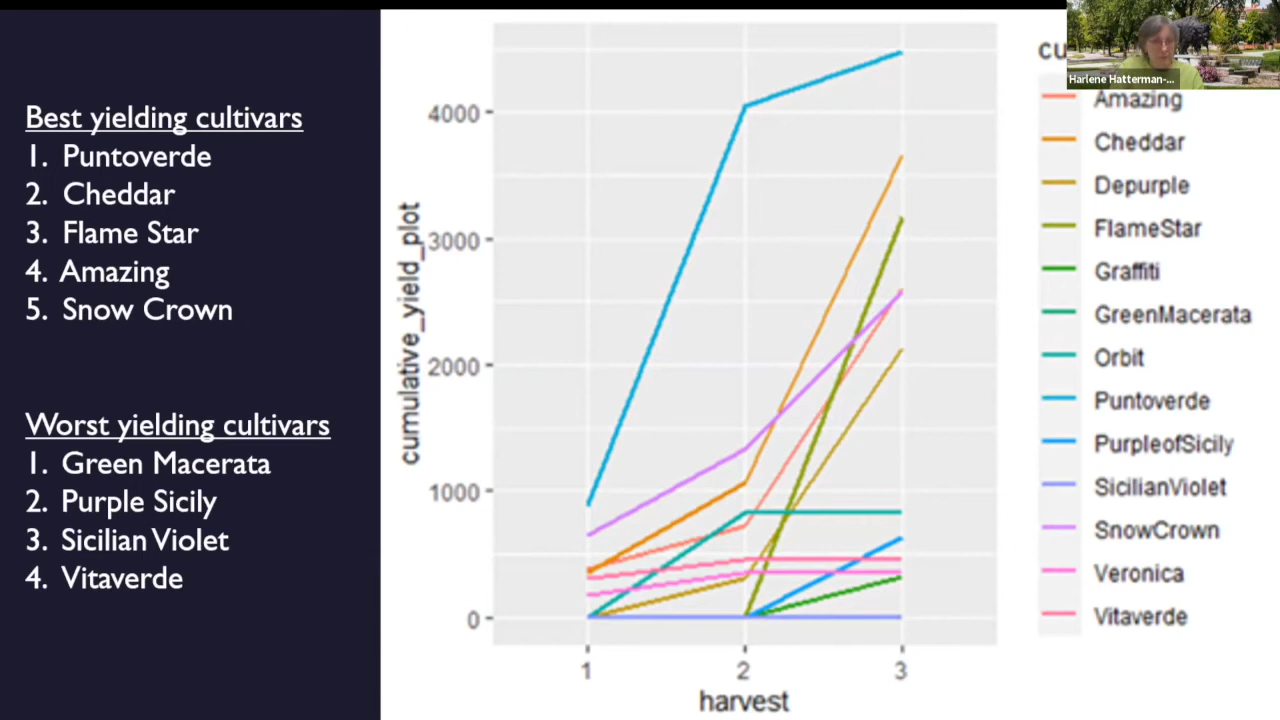 Best yielding cultivars
1. Puntoverde
2. Cheddar
3. Flame Star
4. Amazing
5. Snow Crown
Worst yielding cultivars
1. Green Macerata
2. Purple Sicily
3. Sicilian Violet
4. Vitaverde
cumulative_yield_plot
4000
3000
2000
1000
0
1 2 3
harvest
cu
Amazing
Cheddar
Depurple
FlameStar
Graffiti
GreenMacerata
Orbit
Puntoverde
PurpleofSicily
SicilianViolet
SnowCrown
Veronica
Vitaverde
Harlene Hatterman-...